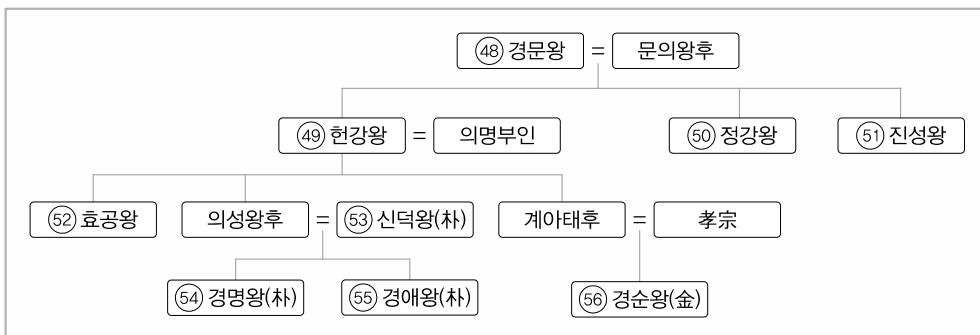 ㊽ 경문왕 = 문의왕후
㊾ 헌강왕 = 의명부인 ㊿ 정강왕 51 진성왕
52 효공왕 의성왕후 = 53 신덕왕(朴) 계아태후 = 孝宗
54 경명왕(朴) 55 경애왕(朴) 56 경순왕(金)